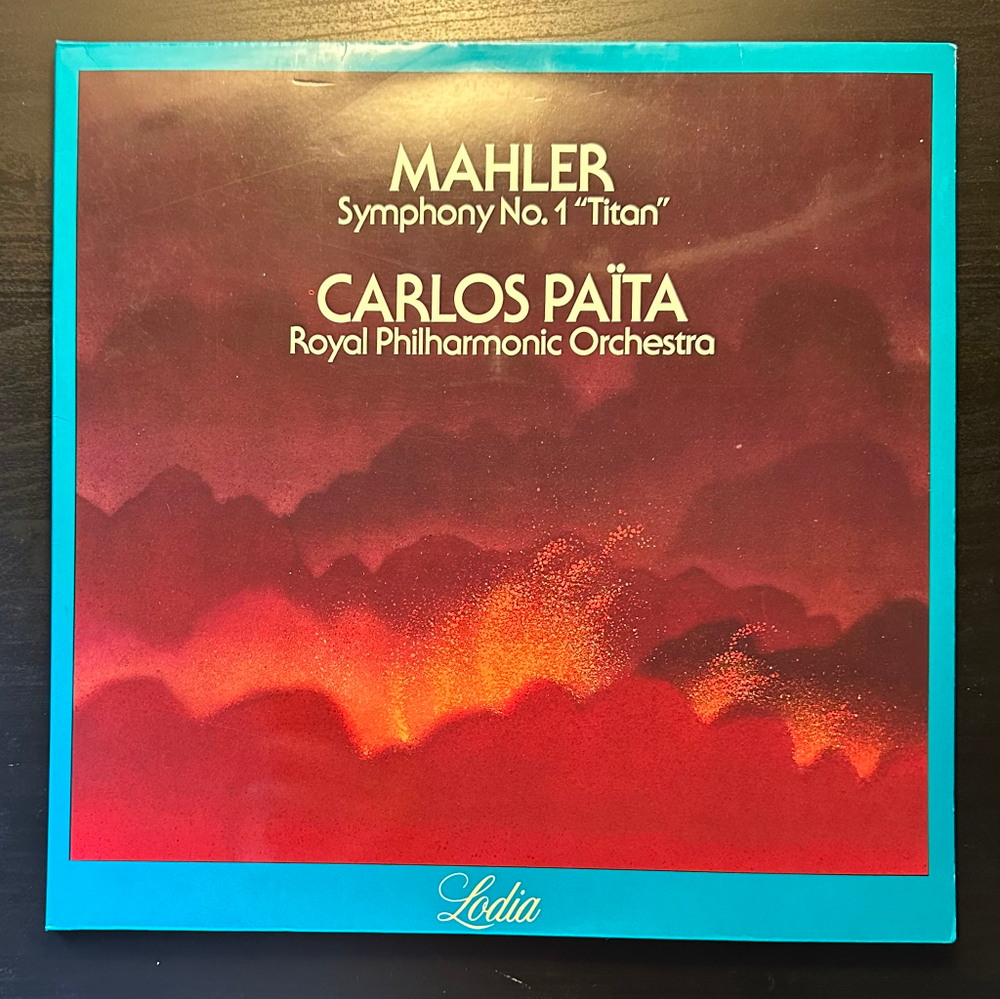 MAHLER
Symphony No. 1 “Titan”
CARLOS PAÏTA
Royal Philharmonic Orchestra
Lodia